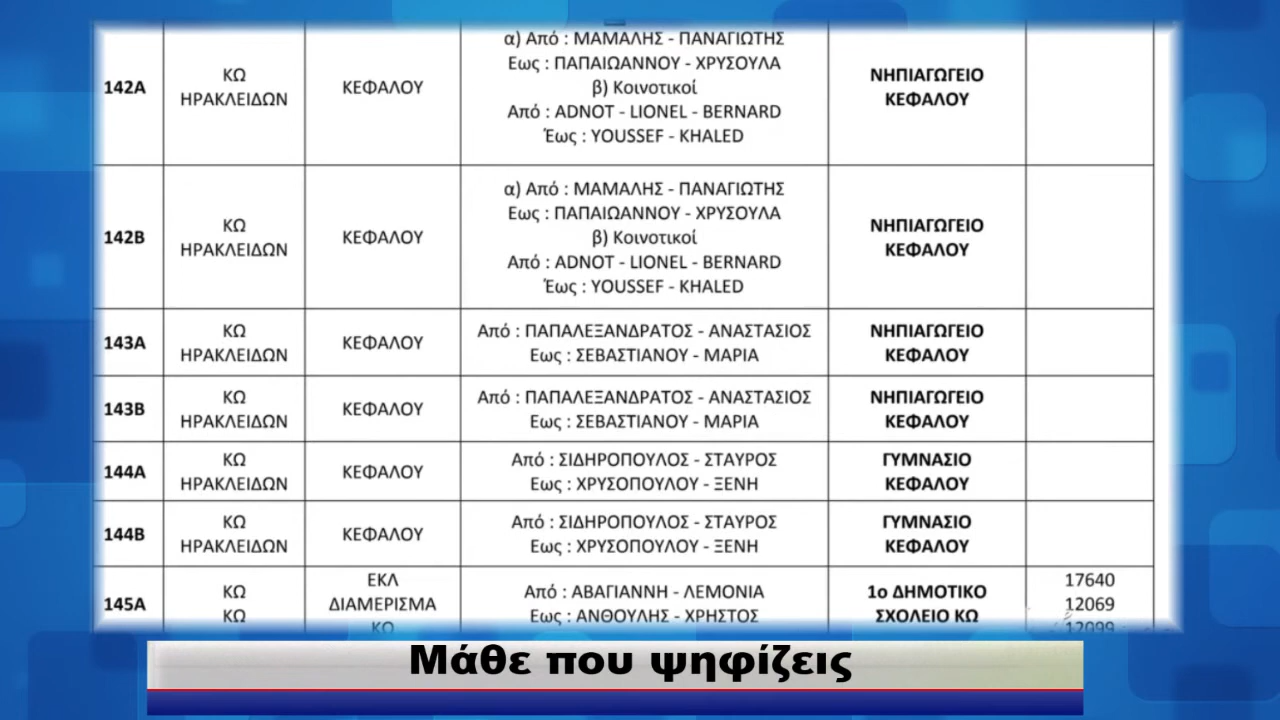 142Α
ΚΩ
ΗΡΑΚΛΕΙΔΩΝ
ΚΕΦΑΛΟΥ
α) Από : ΜΑΜΑΛΗΣ - ΠΑΝΑΓΙΩΤΗΣ
Εως : ΠΑΠΑΙΩΑΝΝΟΥ - ΧΡΥΣΟΥΛΑ
β) Κοινοτικοί
Από : ADNOT - LIONEL - BERNARD
Έως : YOUSSEF - KHALED
ΝΗΠΙΑΓΩΓΕΙΟ
ΚΕΦΑΛΟΥ
142Β
ΚΩ
ΗΡΑΚΛΕΙΔΩΝ
ΚΕΦΑΛΟΥ
α) Από : ΜΑΜΑΛΗΣ - ΠΑΝΑΓΙΩΤΗΣ
Εως : ΠΑΠΑΙΩΑΝΝΟΥ - ΧΡΥΣΟΥΛΑ
β) Κοινοτικοί
Από : ADNOT - LIONEL - BERNARD
Έως : YOUSSEF - KHALED
ΝΗΠΙΑΓΩΓΕΙΟ
ΚΕΦΑΛΟΥ
143Α
ΚΩ
ΗΡΑΚΛΕΙΔΩΝ
ΚΕΦΑΛΟΥ
Από : ΠΑΠΑΛΕΞΑΝΔΡΑΤΟΣ - ΑΝΑΣΤΑΣΙΟΣ
Εως : ΣΕΒΑΣΤΙΑΝΟΥ - ΜΑΡΙΑ
ΝΗΠΙΑΓΩΓΕΙΟ
ΚΕΦΑΛΟΥ
143Β
ΚΩ
ΗΡΑΚΛΕΙΔΩΝ
ΚΕΦΑΛΟΥ
Από : ΠΑΠΑΛΕΞΑΝΔΡΑΤΟΣ - ΑΝΑΣΤΑΣΙΟΣ
Εως : ΣΕΒΑΣΤΙΑΝΟΥ - ΜΑΡΙΑ
ΝΗΠΙΑΓΩΓΕΙΟ
ΚΕΦΑΛΟΥ
144Α
ΚΩ
ΗΡΑΚΛΕΙΔΩΝ
ΚΕΦΑΛΟΥ
Από : ΣΙΔΗΡΟΠΟΥΛΟΣ - ΣΤΑΥΡΟΣ
Εως : ΧΡΥΣΟΠΟΥΛΟΥ - ΞΕΝΗ
ΓΥΜΝΑΣΙΟ
ΚΕΦΑΛΟΥ
144Β
ΚΩ
ΗΡΑΚΛΕΙΔΩΝ
ΚΕΦΑΛΟΥ
Από : ΣΙΔΗΡΟΠΟΥΛΟΣ - ΣΤΑΥΡΟΣ
Εως : ΧΡΥΣΟΠΟΥΛΟΥ - ΞΕΝΗ
ΓΥΜΝΑΣΙΟ
ΚΕΦΑΛΟΥ
145Α
ΚΩ
ΚΩ
ΕΚΛ
ΔΙΑΜΕΡΙΣΜΑ
ΚΩ
Από : ΑΒΑΓΙΑΝΝΗ - ΛΕΜΟΝΙΑ
Εως : ΑΝΘΟΥΛΗΣ - ΧΡΗΣΤΟΣ
1ο ΔΗΜΟΤΙΚΟ
ΣΧΟΛΕΙΟ ΚΩ
17640
12069
12099
Μάθε που ψηφίζεις